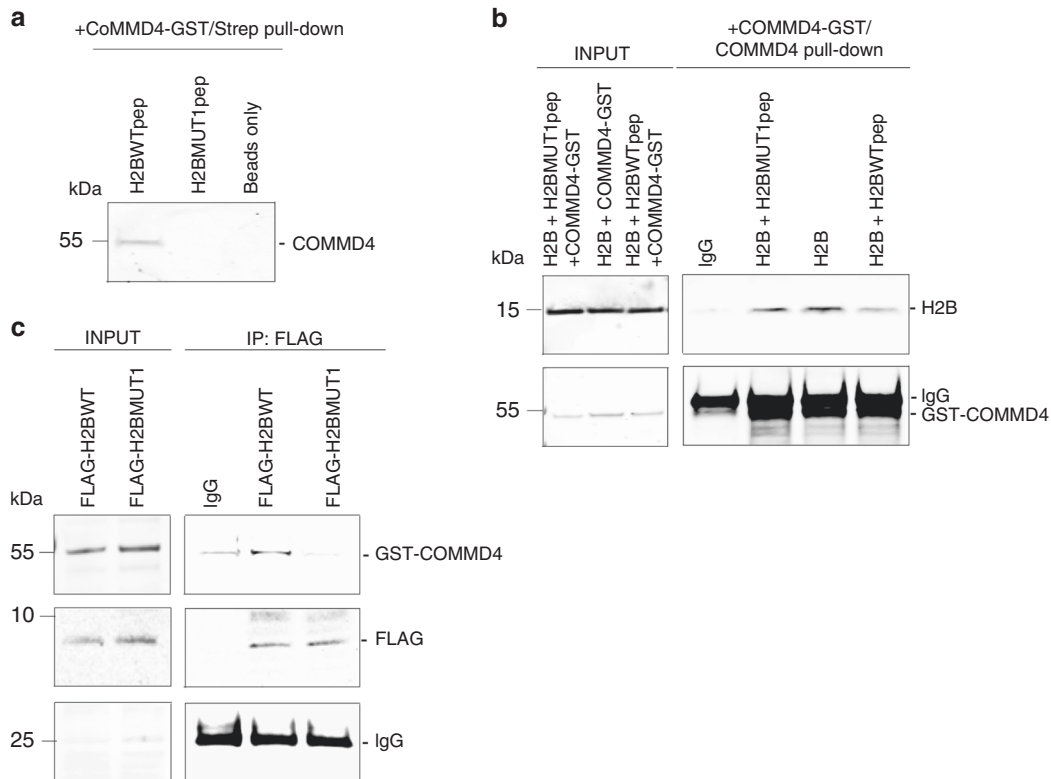 a
+CoMMD4-GST/Strep pull-down
H2BWTpep
H2BMUT1pep
Beads only
kDa
55
- COMMD4
b
INPUT
+COMMD4-GST/
COMMD4 pull-down
H2B + H2BMUT1pep
+COMMD4-GST
H2B + COMMD4-GST
H2B + H2BWTpep
+COMMD4-GST
IgG
H2B + H2BMUT1pep
H2B
H2B + H2BWTpep
kDa
15
- H2B
55
- IgG
- GST-COMMD4
c
INPUT
IP: FLAG
FLAG-H2BWT
FLAG-H2BMUT1
IgG
FLAG-H2BWT
FLAG-H2BMUT1
kDa
55
- GST-COMMD4
10
- FLAG
25
- IgG